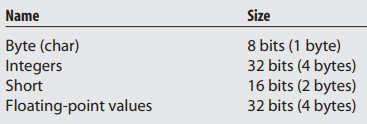 Name Size
Byte (char) 8 bits (1 byte)
Integers 32 bits (4 bytes)
Short 16 bits (2 bytes)
Floating-point values 32 bits (4 bytes)